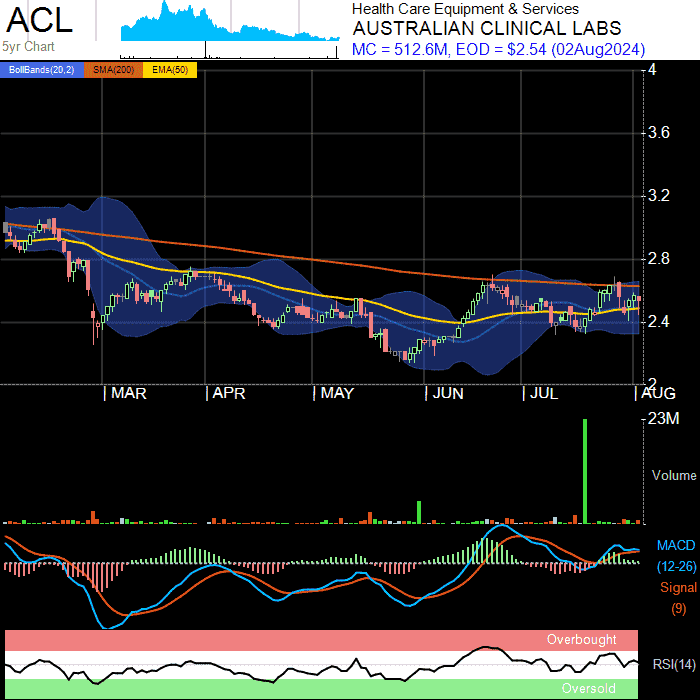 ACL
5yr Chart
Health Care Equipment & Services
AUSTRALIAN CLINICAL LABS
MC = 512.6M, EOD = $2.54 (02Aug2024)
BollBands(20,2) SMA(200) EMA(50)
4
3.6
3.2
2.8
2.4
2
| MAR | APR | MAY | JUN | JUL | AUG
23M
Volume
MACD
(12-26)
Signal
(9)
Overbought
RSI(14)
Oversold